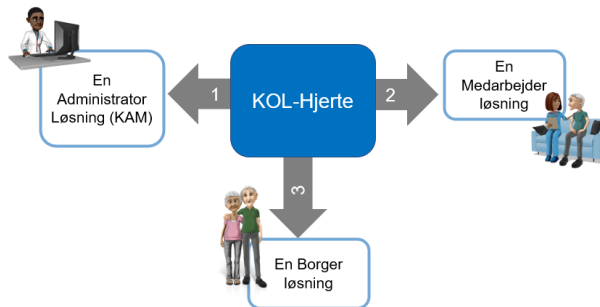 En
Administrator
Løsning (KAM)
1
KOL-Hjerte
2
En
Medarbejder
løsning
3
En Borger
løsning